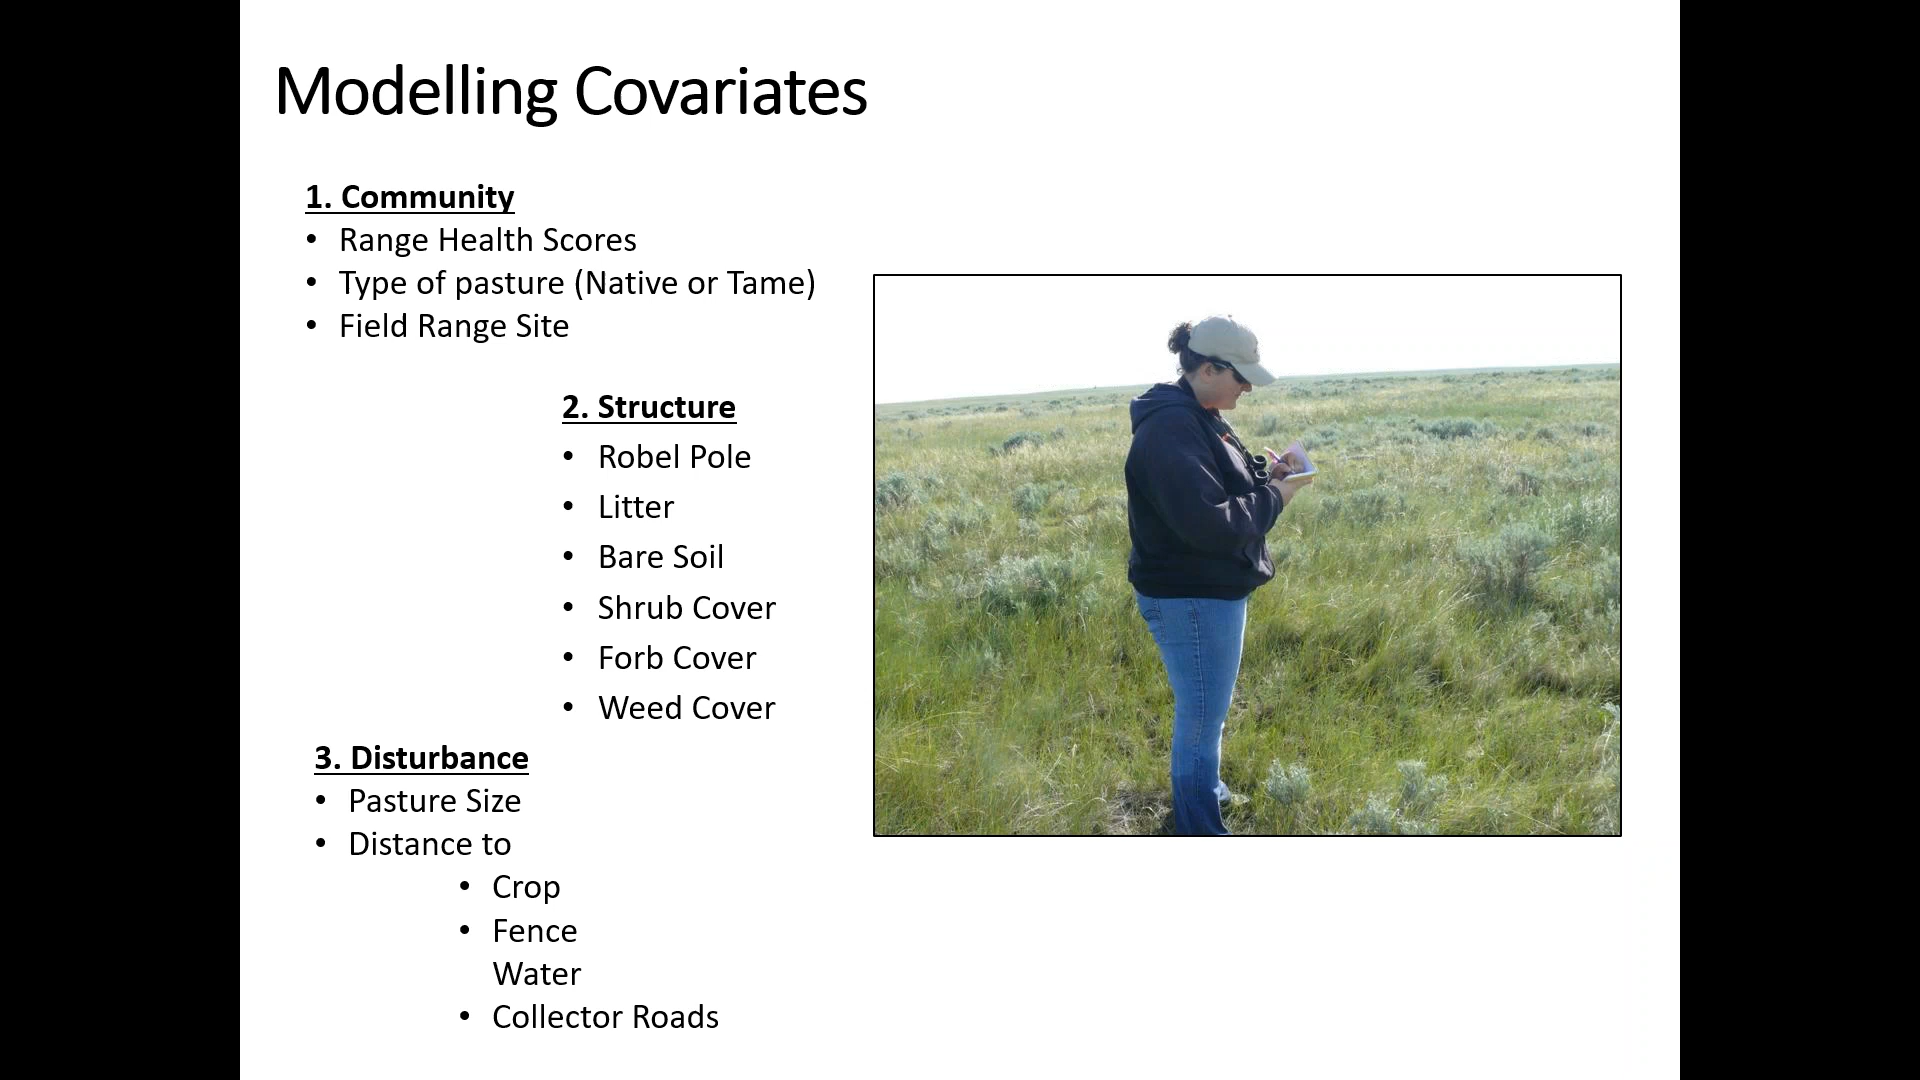 Modelling Covariates
1. Community
• Range Health Scores
• Type of pasture (Native or Tame)
• Field Range Site
2. Structure
• Robel Pole
• Litter
• Bare Soil
• Shrub Cover
• Forb Cover
• Weed Cover
3. Disturbance
• Pasture Size
• Distance to
• Crop
• Fence
Water
• Collector Roads